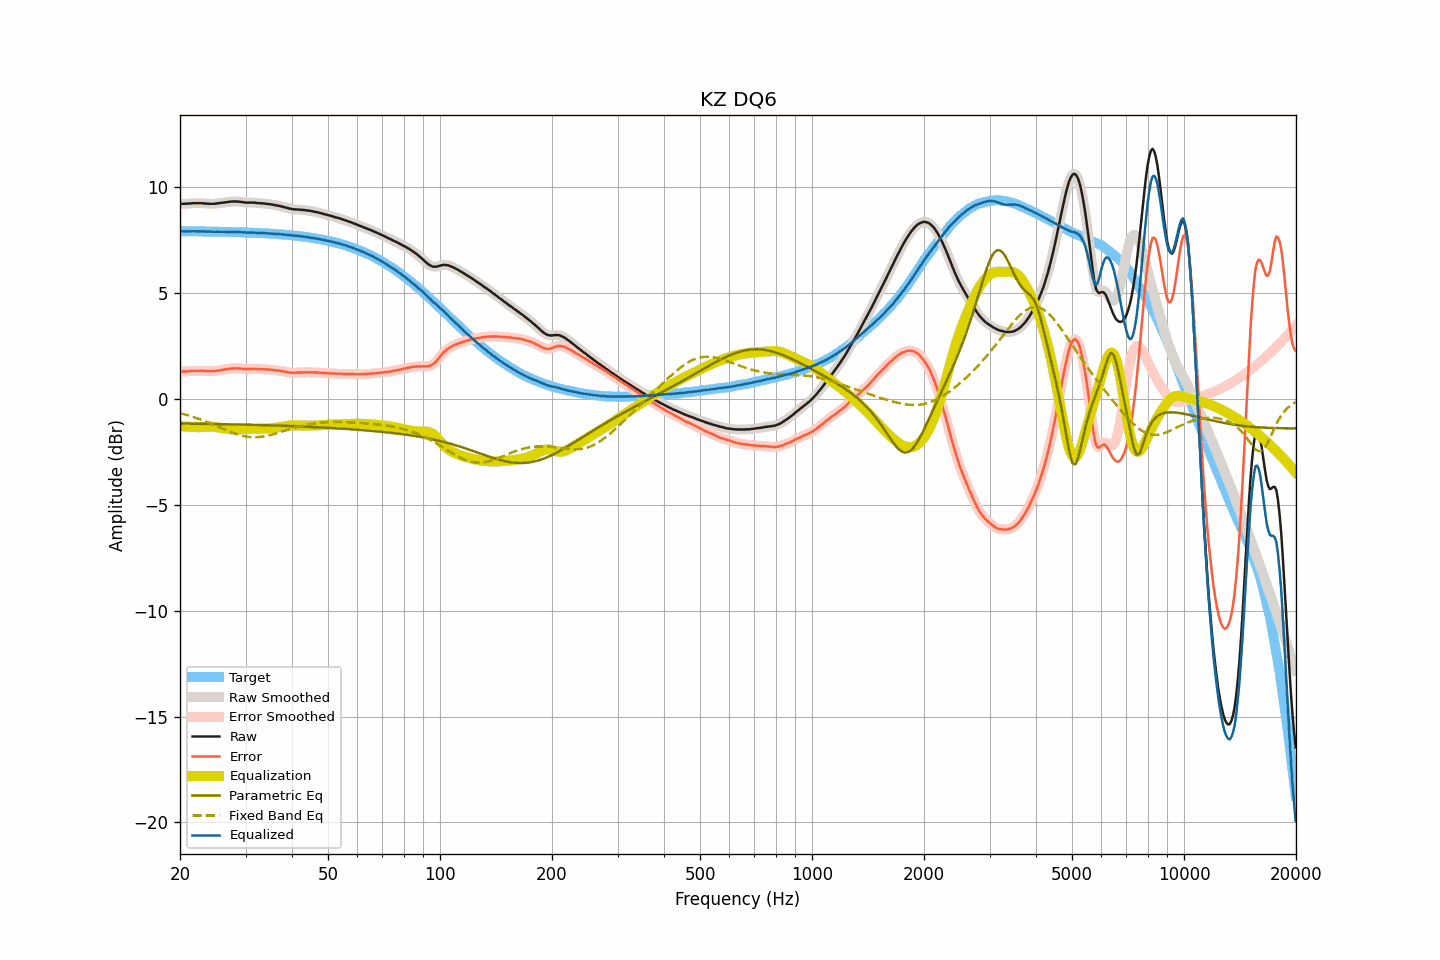 KZ DQ6
Amplitude (dBr)
10
5
0
−5
−10
−15
−20
Target
Raw Smoothed
Error Smoothed
Raw
Error
Equalization
Parametric Eq
Fixed Band Eq
Equalized
20 50 100 200 500 1000 2000 5000 10000 20000
Frequency (Hz)